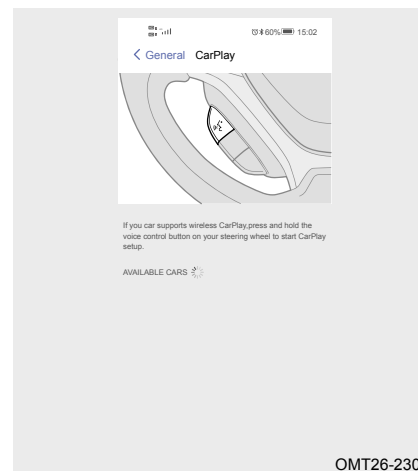 60% 15:02
General CarPlay
If you car supports wireless CarPlay,press and hold the
voice control button on your steering wheel to start CarPlay
setup.
AVAILABLE CARS
OMT26-230